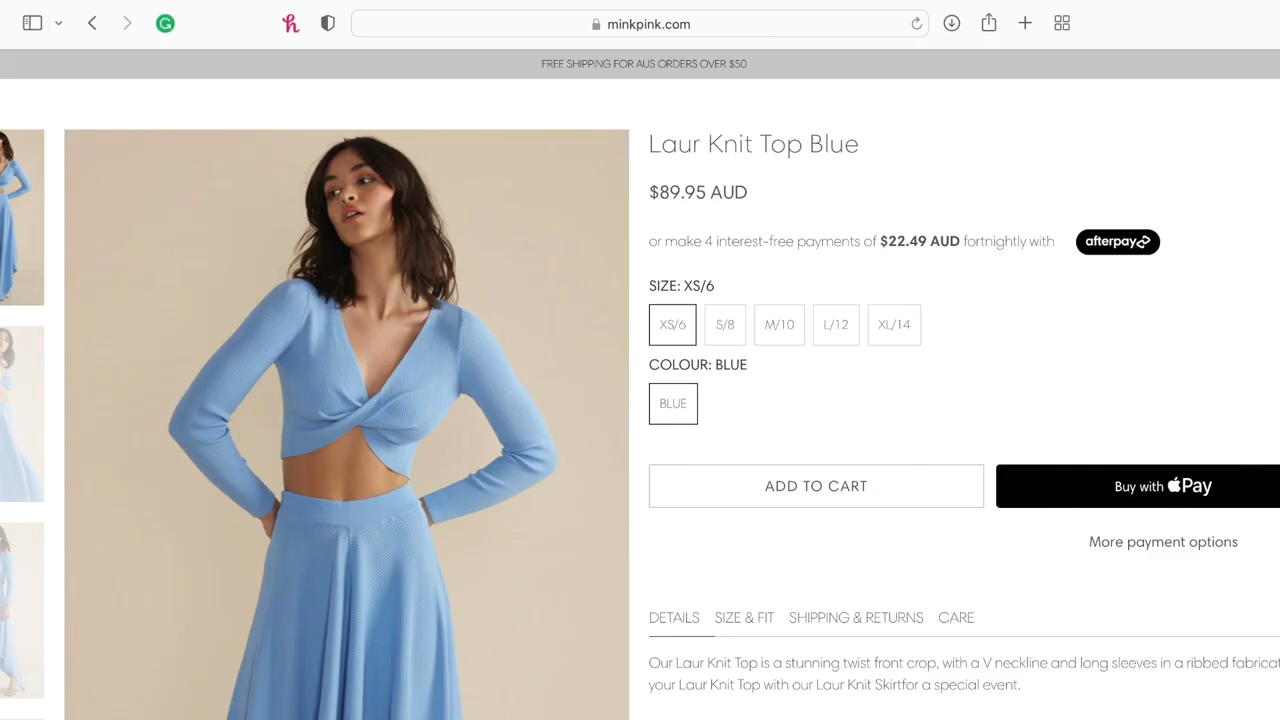 minkpink.com
FREE SHIPPING FOR AUS ORDERS OVER $50
Laur Knit Top Blue
$89.95 AUD
or make 4 interest-free payments of $22.49 AUD fortnightly with afterpay
SIZE: XS/6
XS/6 S/8 M/10 L/12 XL/14
COLOUR: BLUE
BLUE
ADD TO CART Buy with Pay
More payment options
DETAILS SIZE & FIT SHIPPING & RETURNS CARE
Our Laur Knit Top is a stunning twist front crop, with a V neckline and long sleeves in a ribbed
your Laur Knit Top with our Laur Knit Skirtfor a special event.